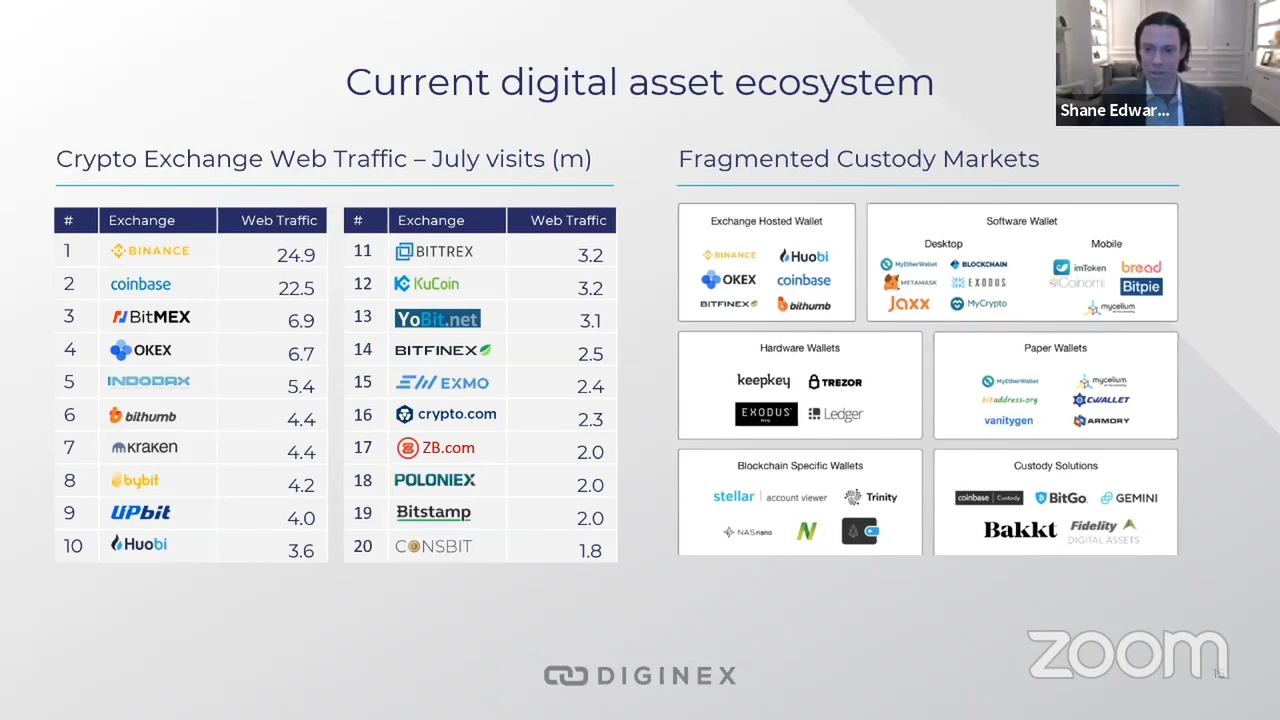 Current digital asset ecosystem
Shane Edwar...
Crypto Exchange Web Traffic – July visits (m)
# Exchange Web Traffic
1 BINANCE 24.9
2 coinbase 22.5
3 BitMEX 6.9
4 OKEX 6.7
5 INDODAX 5.4
6 bithumb 4.4
7 kraken 4.4
8 bybit 4.2
9 UPbit 4.0
10 Huobi 3.6
# Exchange Web Traffic
11 BITTREX 3.2
12 KuCoin 3.2
13 YoBit.net 3.1
14 BITFINEX 2.5
15 EXMO 2.4
16 crypto.com 2.3
17 ZB.com 2.0
18 POLONIEX 2.0
19 Bitstamp 2.0
20 COINSBIT 1.8
Fragmented Custody Markets
Exchange Hosted Wallet
BINANCE Huobi
OKEX coinbase
BITFINEX bithumb
Software Wallet
Desktop
MyEtherWallet BLOCKCHAIN
METAMASK EXODUS
Jaxx MyCrypto
Mobile
imToken bread
Coinomi Bitpie
mycelium
Hardware Wallets
keepkey TREZOR
EXODUS Ledger
Paper Wallets
MyEtherWallet mycelium
bitaddress.org CWALLET
vanitygen ARMORY
Blockchain Specific Wallets
stellar | account viewer Trinity
NASnano N
Custody Solutions
coinbase | Custody BitGo GEMINI
Bakkt Fidelity
DIGITAL ASSETS
DIGINEX
zoom